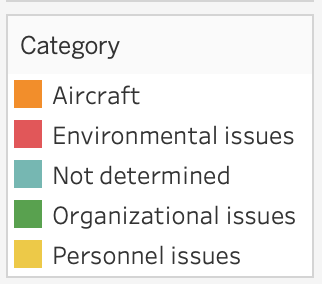 Category
Aircraft
Environmental issues
Not determined
Organizational issues
Personnel issues